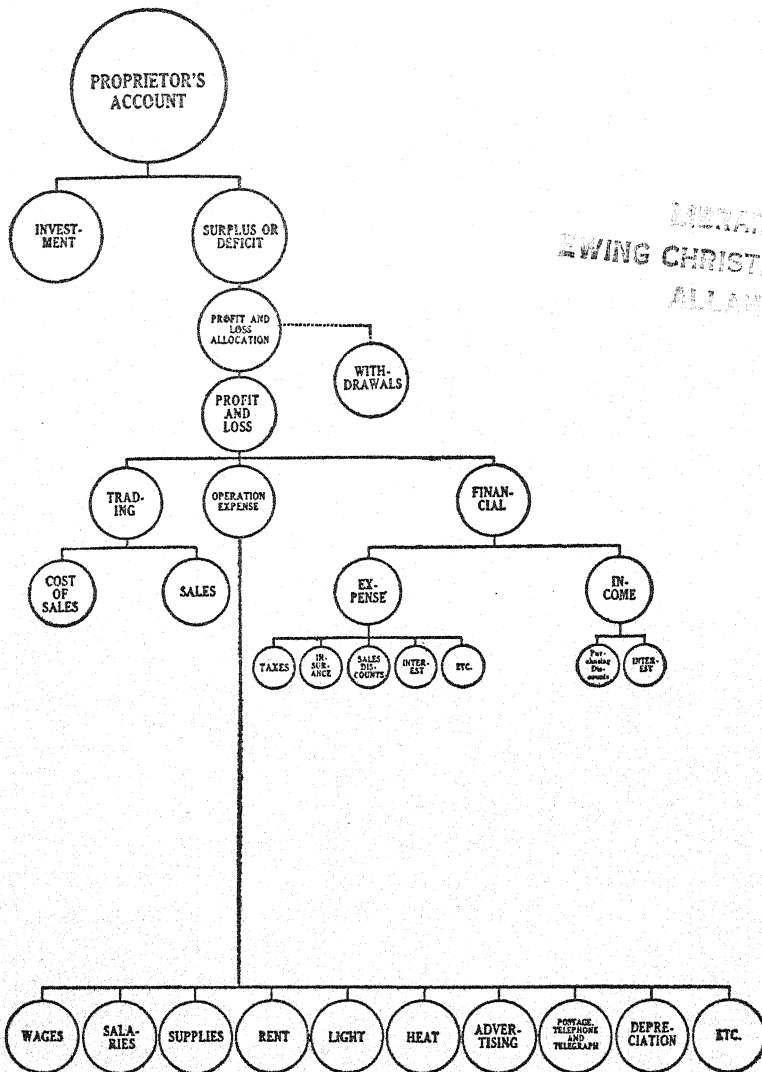 PROPRIETOR'S
ACCOUNT
INVEST-
MENT
SURPLUS OR
DEFICIT
EWING CHRIST
PROFIT AND
LOSS
ALLOCATION
WITH-
DRAWALS
PROFIT
AND
LOSS
TRAD-
ING
OPERATION
EXPENSE
FINAN-
CIAL
COST
OF
SALES
SALES
EX-
PENSE
IN-
COME
TAXES
IN-
SUR-
ANCE
SALES
DIS-
COUNTS
INTER-
EST
ETC.
Pur-
chasing
Dis-
counts
INTER-
EST
WAGES
SALA-
RIES
SUPPLIES
RENT
LIGHT
HEAT
ADVER-
TISING
POSTAGE,
TELEPHONE
AND
TELEGRAPH
DEPRE-
CIATION
ETC.